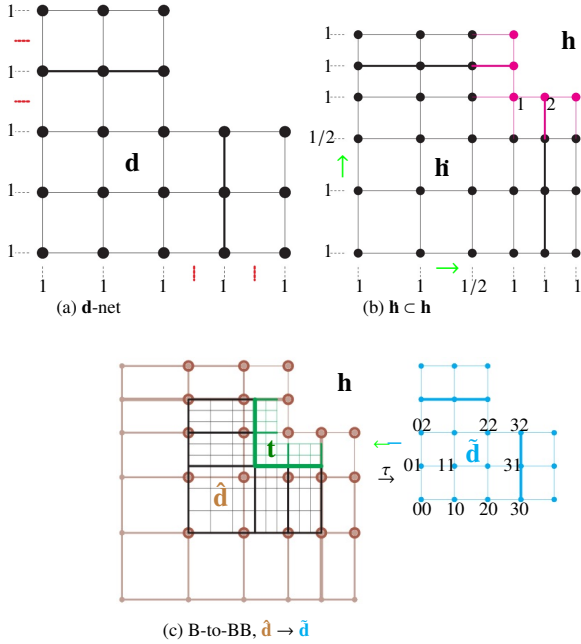 1
1
1
1
1
d
1 1 1 1 1
(a) d-net
h
1
1
1
1 2
1/2
ḣ
1
1
1 1 1/2 1 1 1
(b) ḣ ⊂ h
h
t
d̂
τ
→
02 22 32
d̃
01 11 31
00 10 20 30
(c) B-to-BB, d̂ → d̃